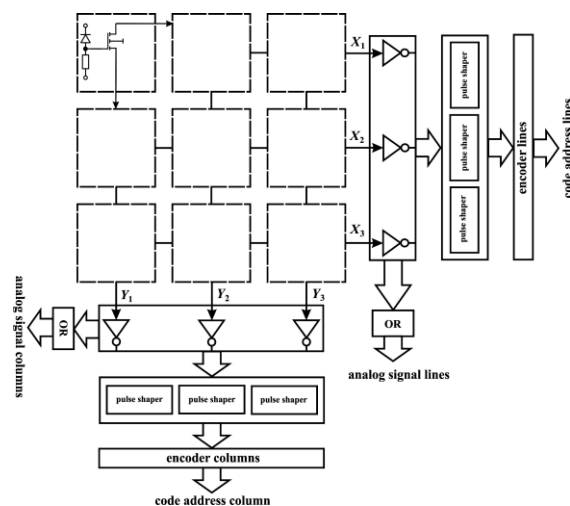 X1
pulse shaper
X2
pulse shaper
X3
pulse shaper
encoder lines
code address lines
Y1
Y2
Y3
OR
analog signal columns
OR
analog signal lines
pulse shaper pulse shaper pulse shaper
encoder columns
code address column